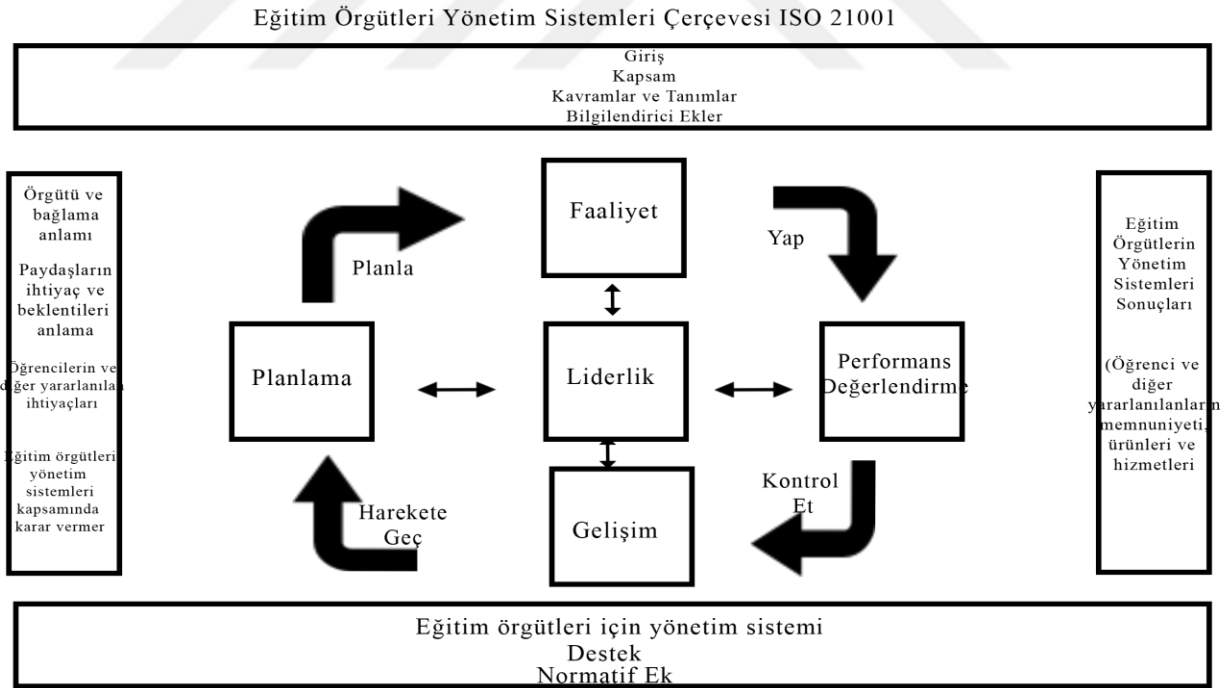 Eğitim Örgütleri Yönetim Sistemleri Çerçevesi ISO 21001
Giriş
Kapsam
Kavramlar ve Tanımlar
Bilgilendirici Ekler
Örgütü ve
bağlama
anlamı
Paydaşların
ihtiyaç ve
beklentileri
anlama
Öğrencilerin ve
diğer yararlanılan
ihtiyaçları
Eğitim örgütleri
yönetim
sistemleri
kapsamında
karar vermer
Planla
Faaliyet
Yap
Planlama
Liderlik
Performans
Değerlendirme
Harekete
Geç
Gelişim
Kontrol
Et
Eğitim
Örgütlerin
Yönetim
Sistemleri
Sonuçları
(Öğrenci ve
diğer
yararlanılanların
memnuniyeti,
ürünleri ve
hizmetleri
Eğitim örgütleri için yönetim sistemi
Destek
Normatif Ek